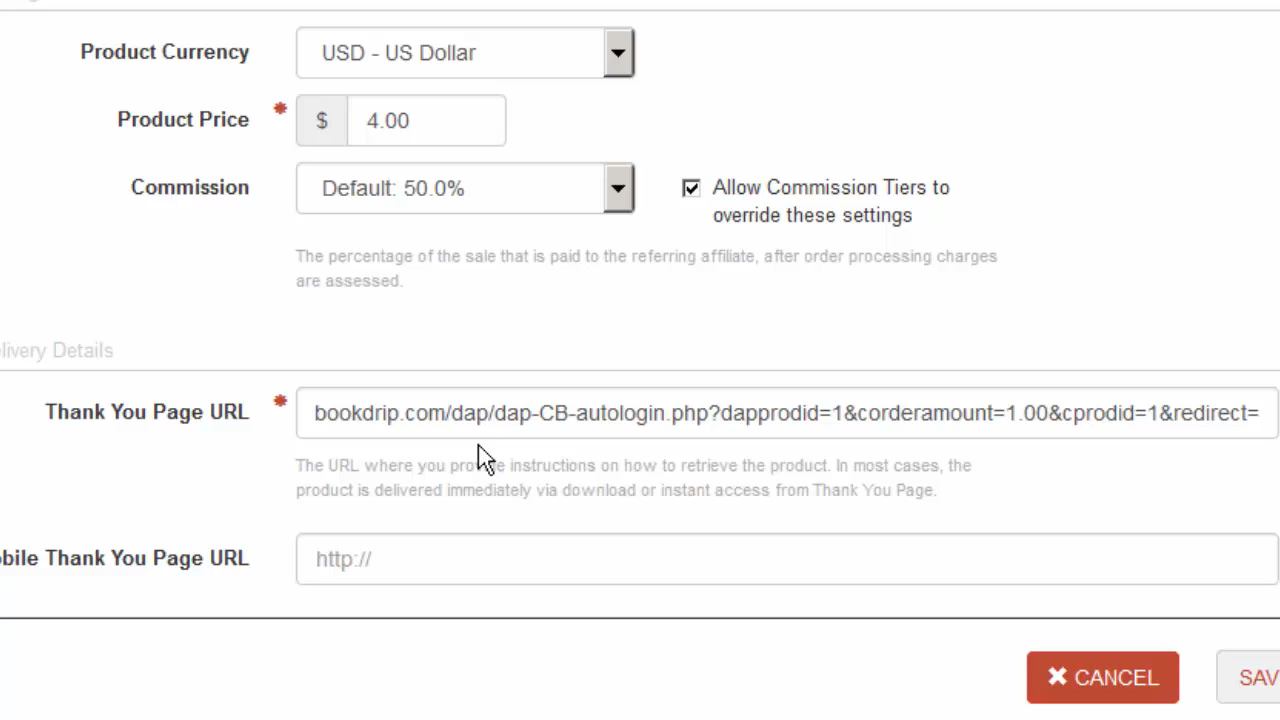 Product Currency
USD - US Dollar
Product Price * $ 4.00
Commission
Default: 50.0%
Allow Commission Tiers to
override these settings
The percentage of the sale that is paid to the referring affiliate, after order processing charges
are assessed.
livery Details
Thank You Page URL *
bookdrip.com/dap/dap-CB-autologin.php?dapprodid=1&corderamount=1.00&cprodid=1&redirect=
The URL where you provide instructions on how to retrieve the product. In most cases, the
product is delivered immediately via download or instant access from Thank You Page.
obile Thank You Page URL
http://
CANCEL
SAV